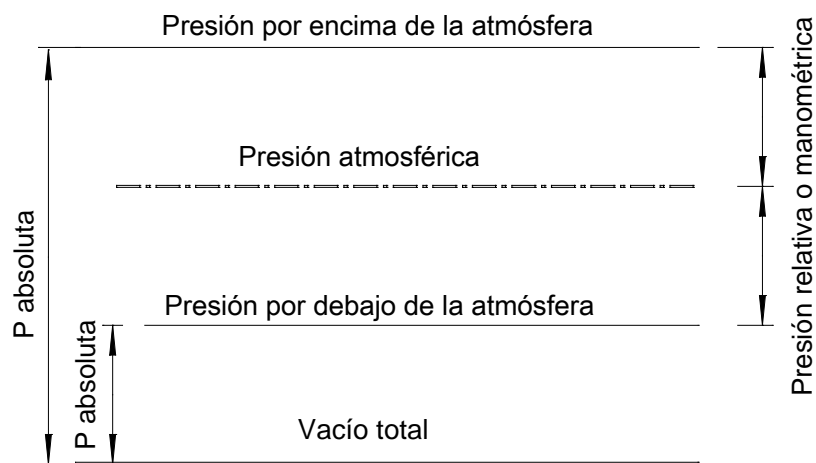 Presión por encima de la atmósfera
Presión atmosférica
Presión por debajo de la atmósfera
Vacío total
P absoluta
P absoluta
Presión relativa o manométrica